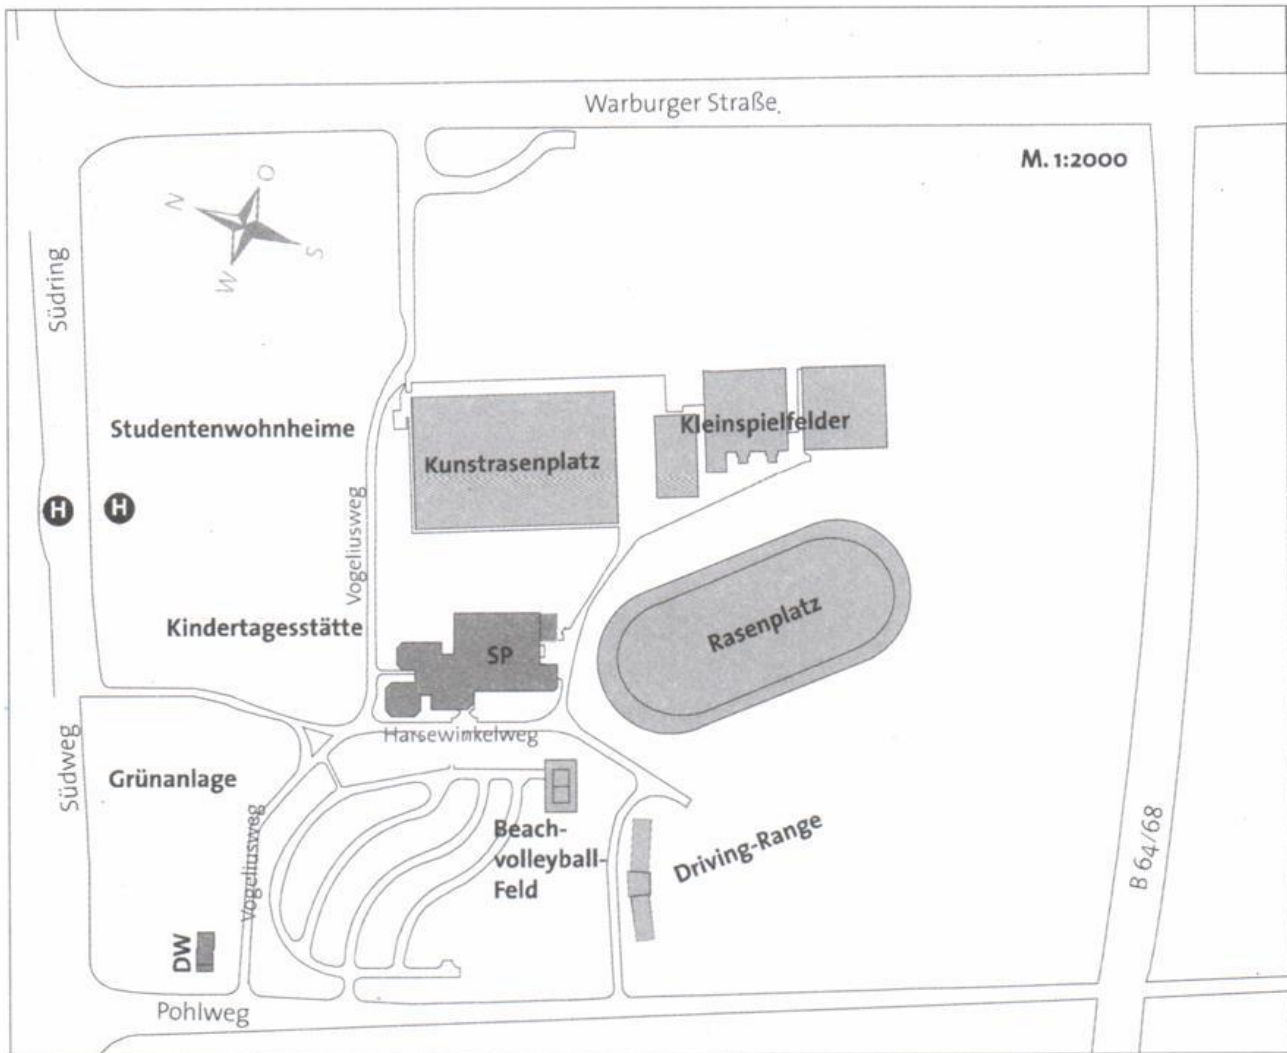 Warburger Straße
M. 1:2000
N
O
S
W
Südring
Studentenwohnheime
Kleinspielfelder
Kunstrasenplatz
H
H
Vogeliusweg
Kindertagesstätte
SP
Rasenplatz
Harsewinkelweg
Südweg
Grünanlage
Vogeliusweg
Beach-
volleyball-
Feld
Driving-Range
B 64/68
DW
Pohlweg